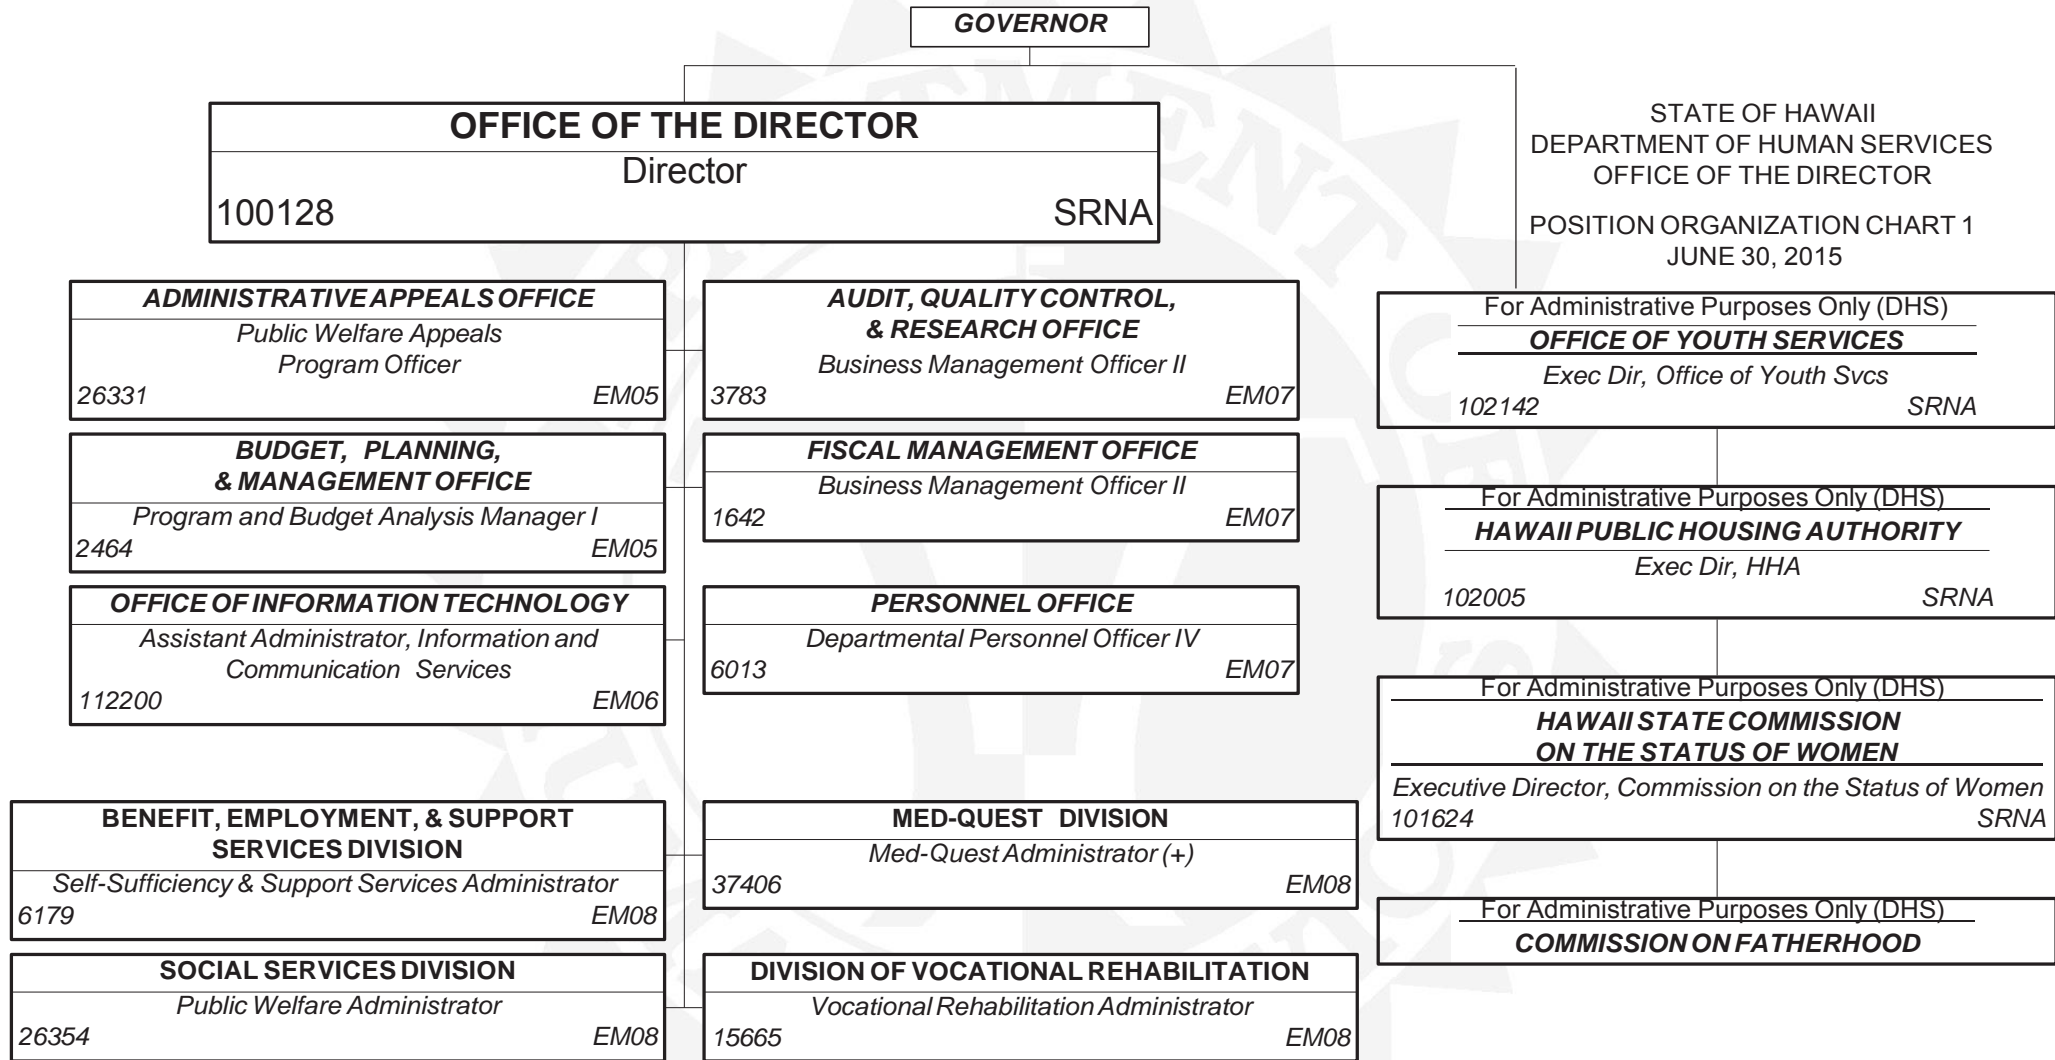 GOVERNOR
OFFICE OF THE DIRECTOR
Director
100128 SRNA
STATE OF HAWAII
DEPARTMENT OF HUMAN SERVICES
OFFICE OF THE DIRECTOR
POSITION ORGANIZATION CHART 1
JUNE 30, 2015
ADMINISTRATIVE APPEALS OFFICE
Public Welfare Appeals
Program Officer
26331 EM05
AUDIT, QUALITY CONTROL,
& RESEARCH OFFICE
Business Management Officer II
3783 EM07
BUDGET, PLANNING,
& MANAGEMENT OFFICE
Program and Budget Analysis Manager I
2464 EM05
FISCAL MANAGEMENT OFFICE
Business Management Officer II
1642 EM07
OFFICE OF INFORMATION TECHNOLOGY
Assistant Administrator, Information and
Communication Services
112200 EM06
PERSONNEL OFFICE
Departmental Personnel Officer IV
6013 EM07
BENEFIT, EMPLOYMENT, & SUPPORT
SERVICES DIVISION
Self-Sufficiency & Support Services Administrator
6179 EM08
MED-QUEST DIVISION
Med-Quest Administrator (+)
37406 EM08
SOCIAL SERVICES DIVISION
Public Welfare Administrator
26354 EM08
DIVISION OF VOCATIONAL REHABILITATION
Vocational Rehabilitation Administrator
15665 EM08
For Administrative Purposes Only (DHS)
OFFICE OF YOUTH SERVICES
Exec Dir, Office of Youth Svcs
102142 SRNA
For Administrative Purposes Only (DHS)
HAWAII PUBLIC HOUSING AUTHORITY
Exec Dir, HHA
102005 SRNA
For Administrative Purposes Only (DHS)
HAWAII STATE COMMISSION
ON THE STATUS OF WOMEN
Executive Director, Commission on the Status of Women
101624 SRNA
For Administrative Purposes Only (DHS)
COMMISSION ON FATHERHOOD